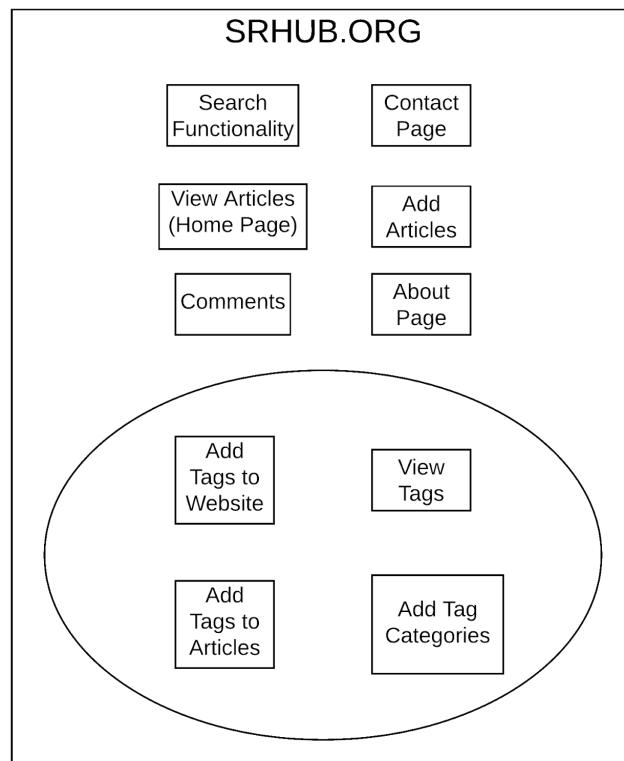 SRHUB.ORG
Search
Functionality
Contact
Page
View Articles
(Home Page)
Add
Articles
Comments
About
Page
Add
Tags to
Website
View
Tags
Add
Tags to
Articles
Add Tag
Categories